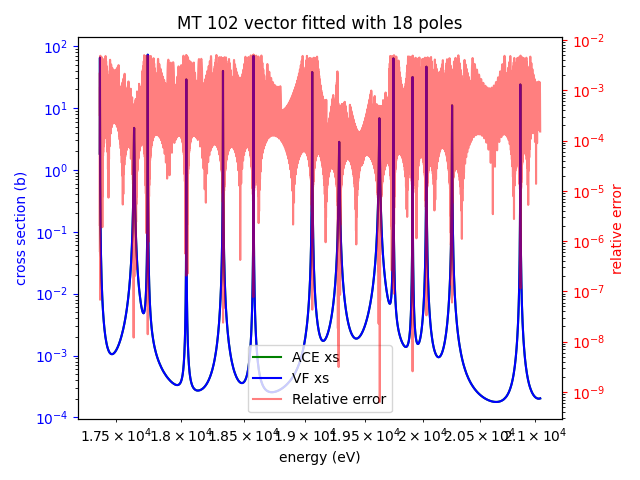 MT 102 vector fitted with 18 poles
10²
10¹
10⁰
10⁻¹
10⁻²
10⁻³
10⁻⁴
cross section (b)
10⁻²
10⁻³
10⁻⁴
10⁻⁵
10⁻⁶
10⁻⁷
10⁻⁸
10⁻⁹
relative error
ACE xs
VF xs
Relative error
1.75 × 10⁴ 1.8 × 10⁴ 1.85 × 10⁴ 1.9 × 10⁴ 1.95 × 10⁴ 2 × 10⁴ 2.05 × 10⁴ 2.1 × 10⁴
energy (eV)